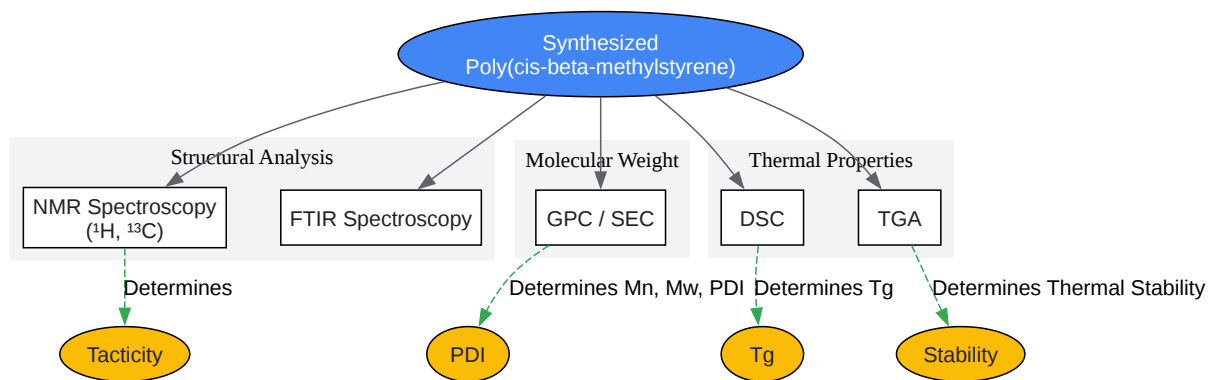 Synthesized
Poly(cis-beta-methylstyrene)
Structural Analysis
Molecular Weight
Thermal Properties
NMR Spectroscopy
(¹H, ¹³C)
FTIR Spectroscopy
GPC / SEC
DSC
TGA
Determines
Determines Mn, Mw, PDI
Determines Tg
Determines Thermal Stability
Tacticity
PDI
Tg
Stability